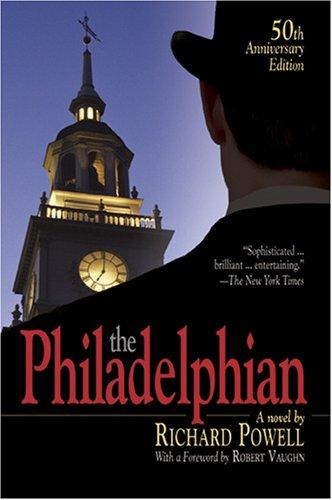 50th
Anniversary
Edition
“Sophisticated ...
brilliant ... entertaining.”
—The New York Times
the
Philadelphian
A novel by
RICHARD POWELL
With a Foreword by ROBERT VAUGHN